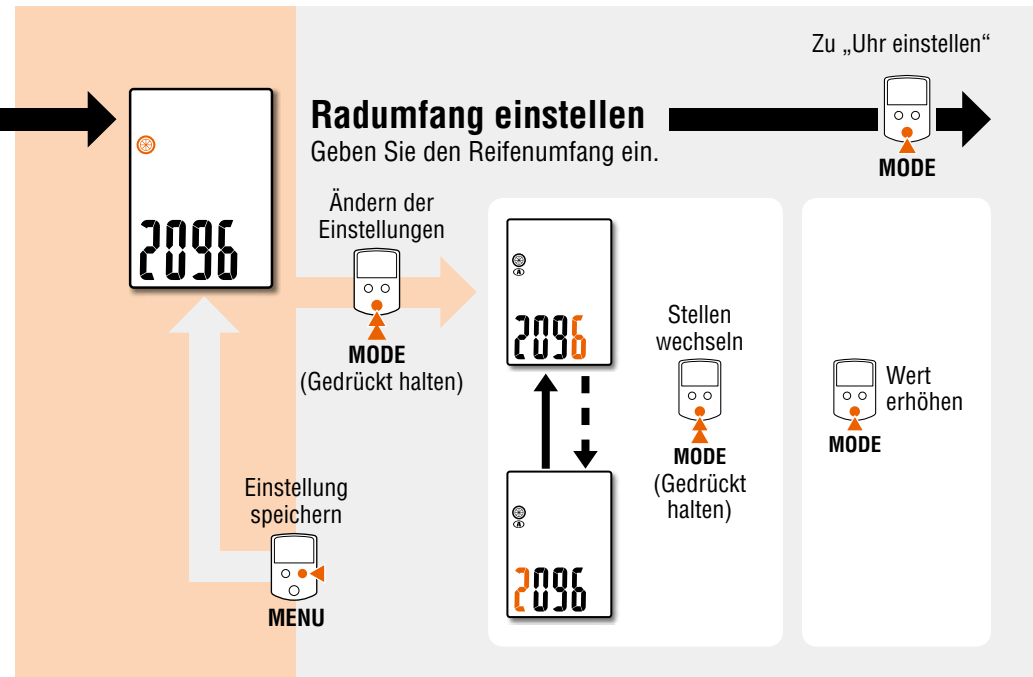 Zu „Uhr einstellen“
Radumfang einstellen
Geben Sie den Reifenumfang ein.
MODE
2096
Ändern der
Einstellungen
MODE
(Gedrückt halten)
A
2096
Stellen
wechseln
MODE
(Gedrückt
halten)
Wert
erhöhen
MODE
A
2096
Einstellung
speichern
MENU